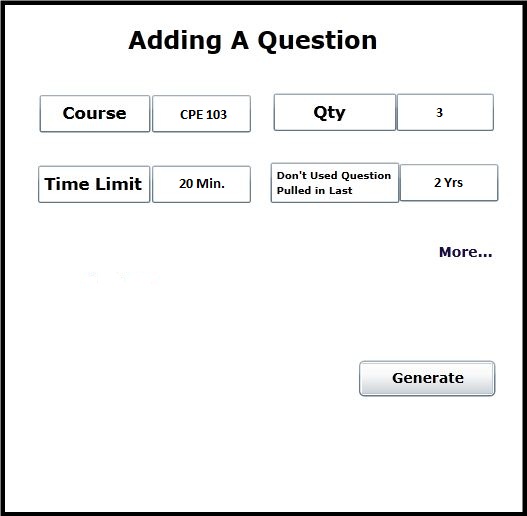 Adding A Question
Course CPE 103 Qty 3
Time Limit 20 Min. Don't Used Question
Pulled in Last 2 Yrs
More...
Generate